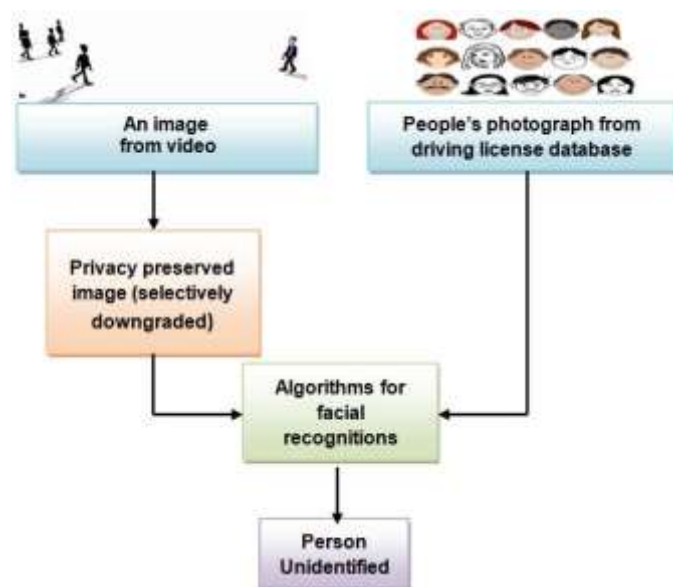 An image
from video
People's photograph from
driving license database
Privacy preserved
image (selectively
downgraded)
Algorithms for
facial
recognitions
Person
Unidentified